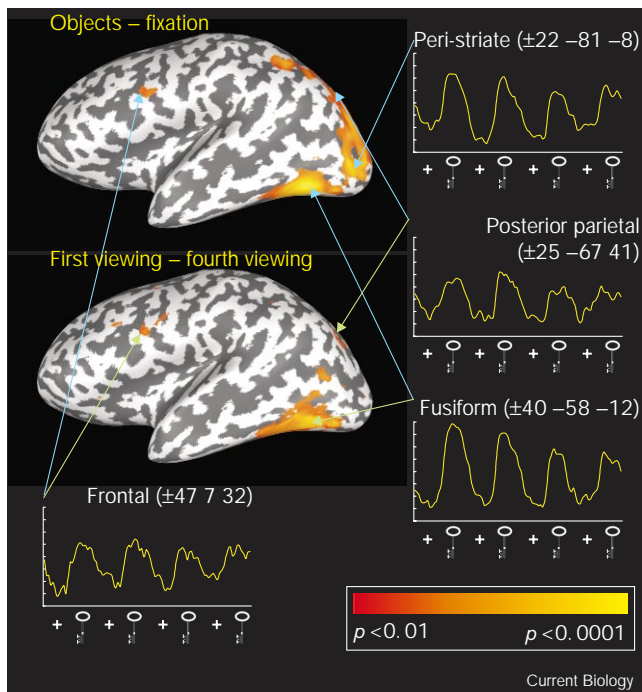 Objects – fixation
Peri-striate (±22 –81 –8)
First viewing – fourth viewing
Posterior parietal
(±25 –67 41)
Fusiform (±40 –58 –12)
Frontal (±47 7 32)
p <0.01
p <0.0001
Current Biology